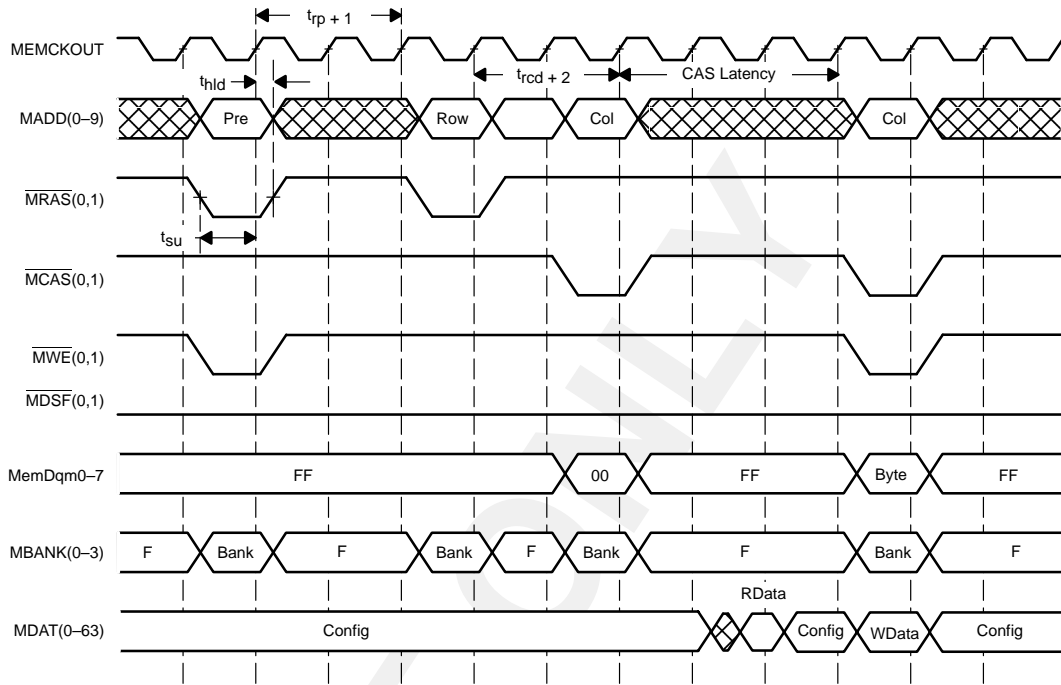 t_rp + 1
MEMCKOUT
t_hld
t_rcd + 2
CAS Latency
MADD(0–9)
Pre
Row
Col
Col
MRAS(0,1)
t_su
MCAS(0,1)
MWE(0,1)
MDSF(0,1)
MemDqm0–7
FF
00
FF
Byte
FF
MBANK(0–3)
F
Bank
F
Bank
F
Bank
F
Bank
F
RData
MDAT(0–63)
Config
Config
WData
Config
ONLY